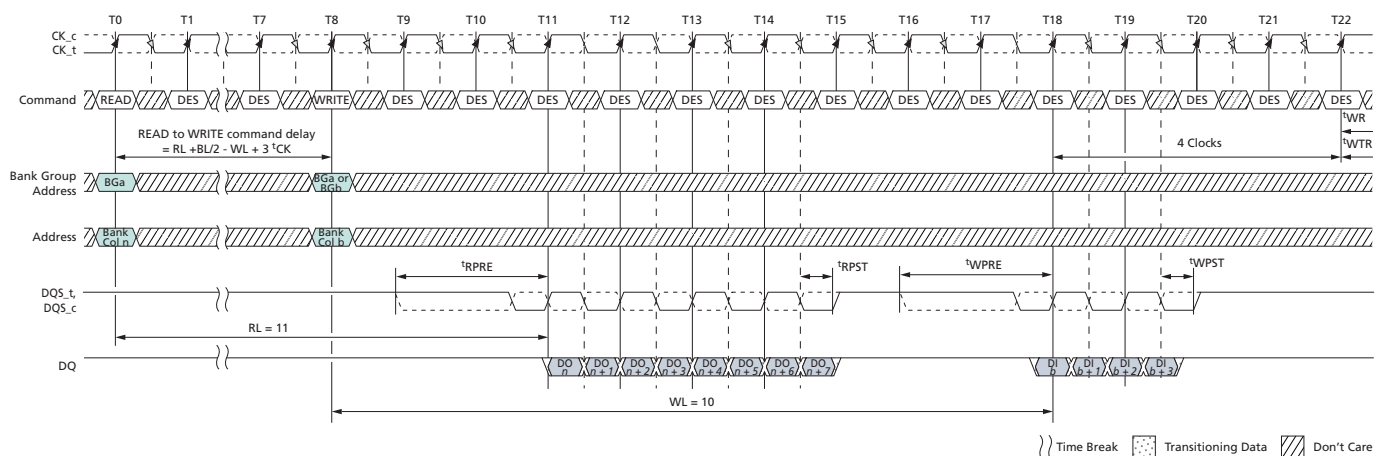 T0 T1 T7 T8 T9 T10 T11 T12 T13 T14 T15 T16 T17 T18 T19 T20 T21 T22
CK_c
CK_t
Command READ DES DES WRITE DES DES DES DES DES DES DES DES DES DES DES DES DES DES
tWR
READ to WRITE command delay
= RL +BL/2 - WL + 3 tCK
4 Clocks
tWTR
Bank Group
Address
BGa
BGa or
BGb
Address
Bank
Col n
Bank
Col b
tRPRE tRPST tWPRE tWPST
DQS_t,
DQS_c
RL = 11
DQ
DO
n
DO
n + 1
DO
n + 2
DO
n + 3
DO
n + 4
DO
n + 5
DO
n + 6
DO
n + 7
DI
b
DI
b + 1
DI
b + 2
DI
b + 3
WL = 10
Time Break Transitioning Data Don't Care